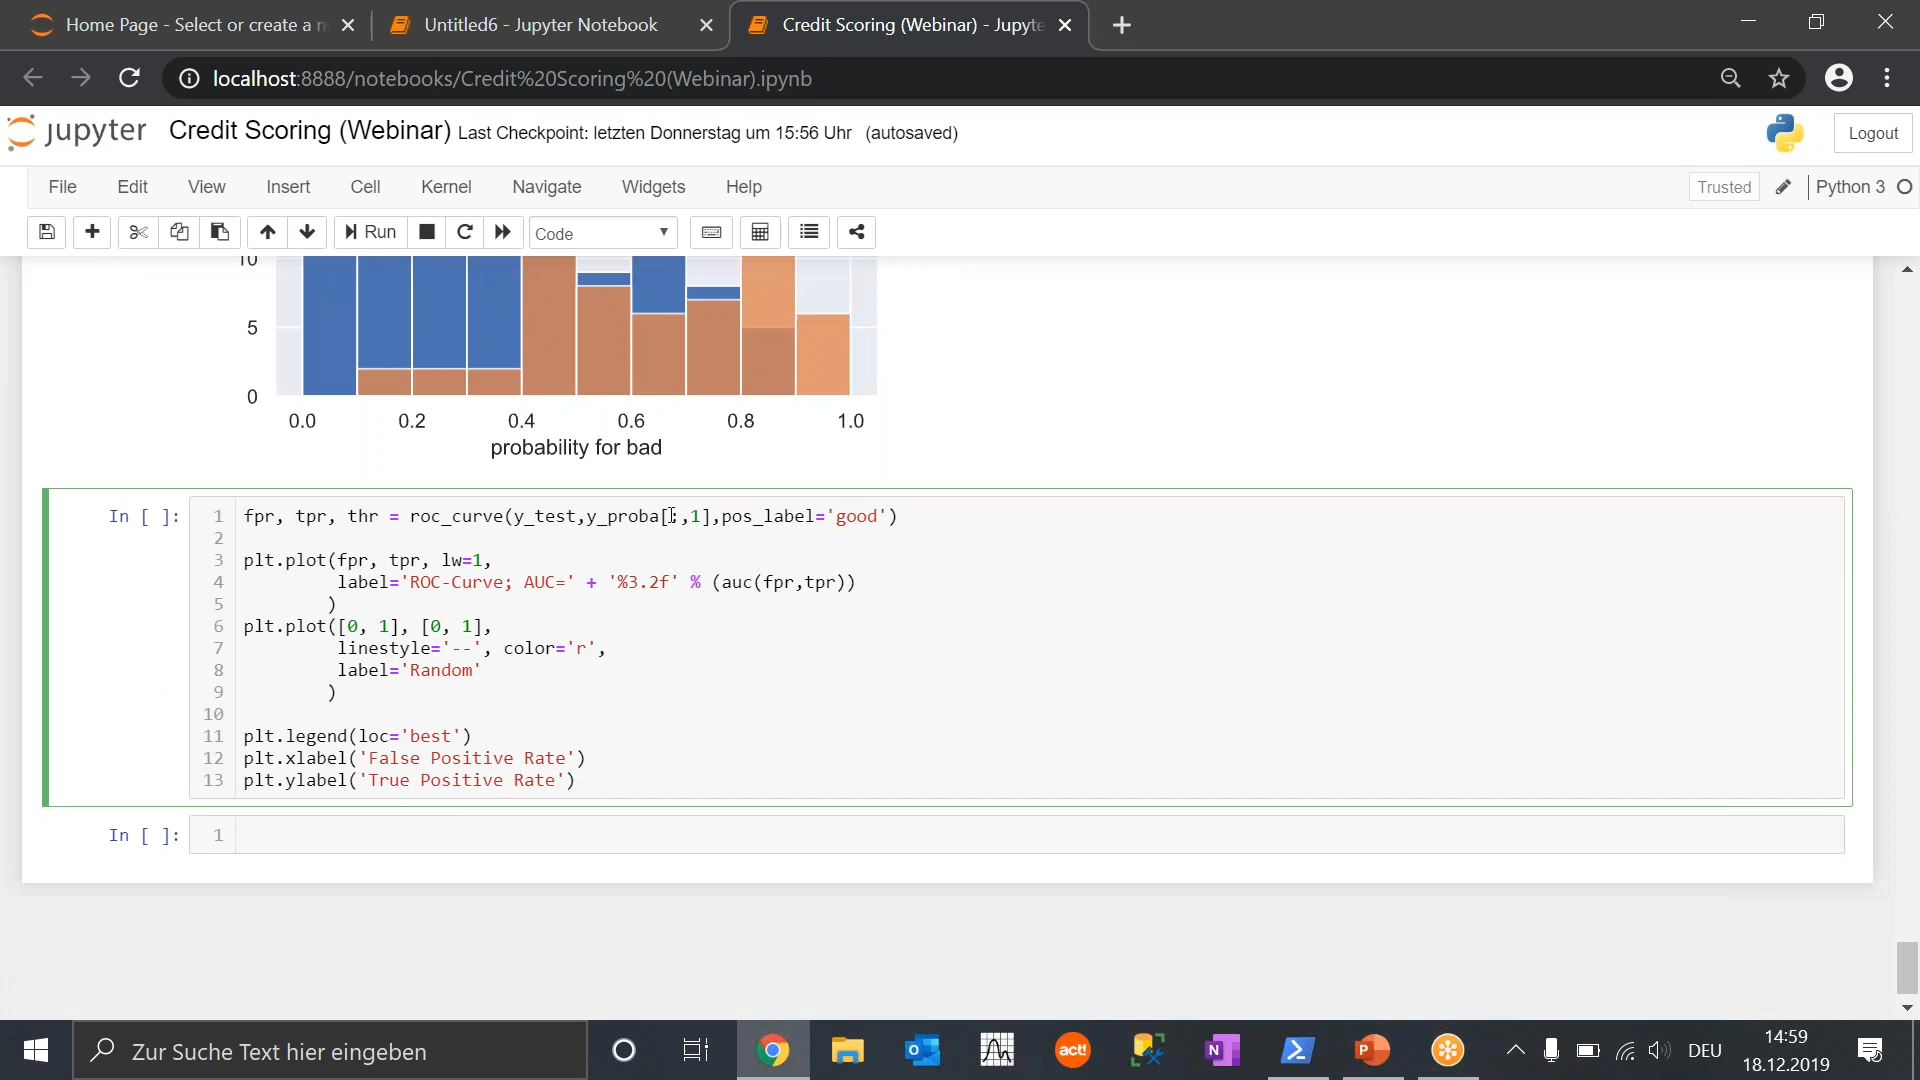 Home Page - Select or create a n
Untitled6 - Jupyter Notebook
Credit Scoring (Webinar) - Jupyte
localhost:8888/notebooks/Credit%20Scoring%20(Webinar).ipynb
jupyter Credit Scoring (Webinar) Last Checkpoint: letzten Donnerstag um 15:56 Uhr (autosaved)
Logout
File Edit View Insert Cell Kernel Navigate Widgets Help
Trusted Python 3
Run Code
10
5
0
0.0 0.2 0.4 0.6 0.8 1.0
probability for bad
In [ ]:
1 fpr, tpr, thr = roc_curve(y_test,y_proba[:,1],pos_label='good')
2
3 plt.plot(fpr, tpr, lw=1,
4 label='ROC-Curve; AUC=' + '%3.2f' % (auc(fpr,tpr))
5 )
6 plt.plot([0, 1], [0, 1],
7 linestyle='--', color='r',
8 label='Random'
9 )
10
11 plt.legend(loc='best')
12 plt.xlabel('False Positive Rate')
13 plt.ylabel('True Positive Rate')
In [ ]: 1
Zur Suche Text hier eingeben
act!
DEU
14:59
18.12.2019